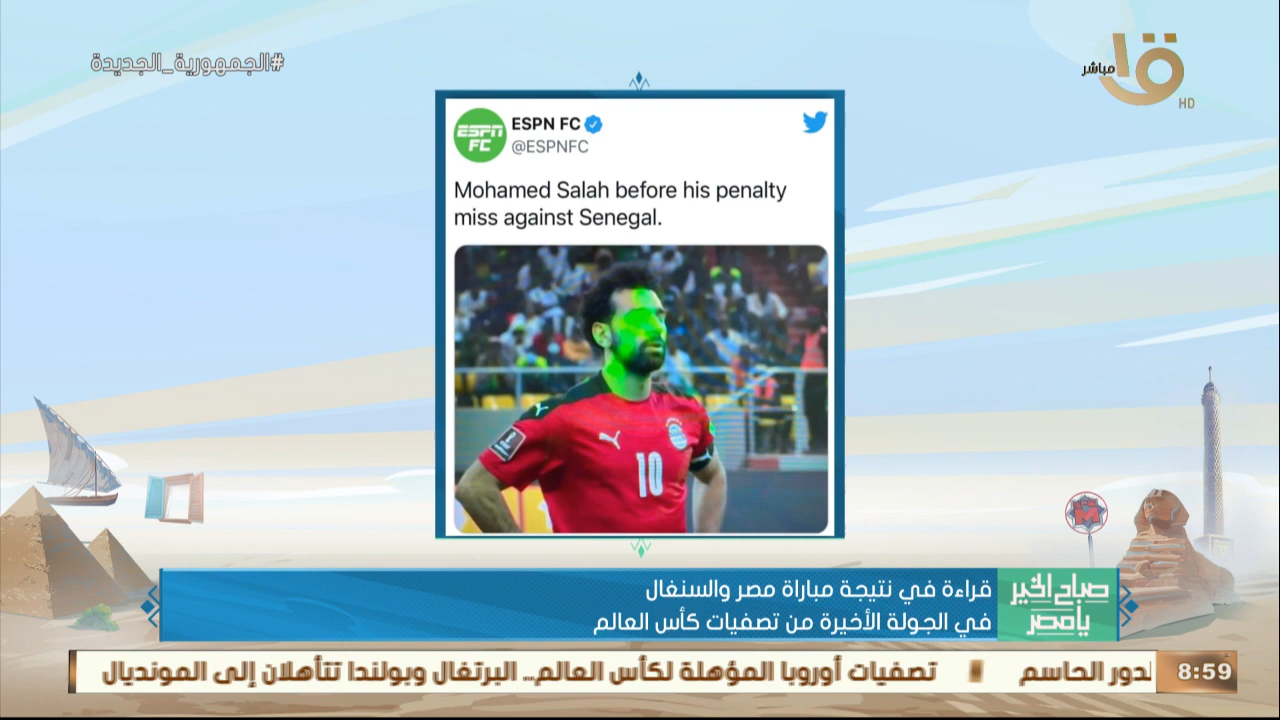 #الجمهورية_الجديدة
مباشر
HD
ESPN FC
ESPN FC
@ESPNFC
Mohamed Salah before his penalty
miss against Senegal.
10
صباح الخير
يا مصر
قراءة في نتيجة مباراة مصر والسنغال
في الجولة الأخيرة من تصفيات كأس العالم
8:59
لدور الحاسم
تصفيات أوروبا المؤهلة لكأس العالم.. البرتغال وبولندا تتأهلان إلى المونديال